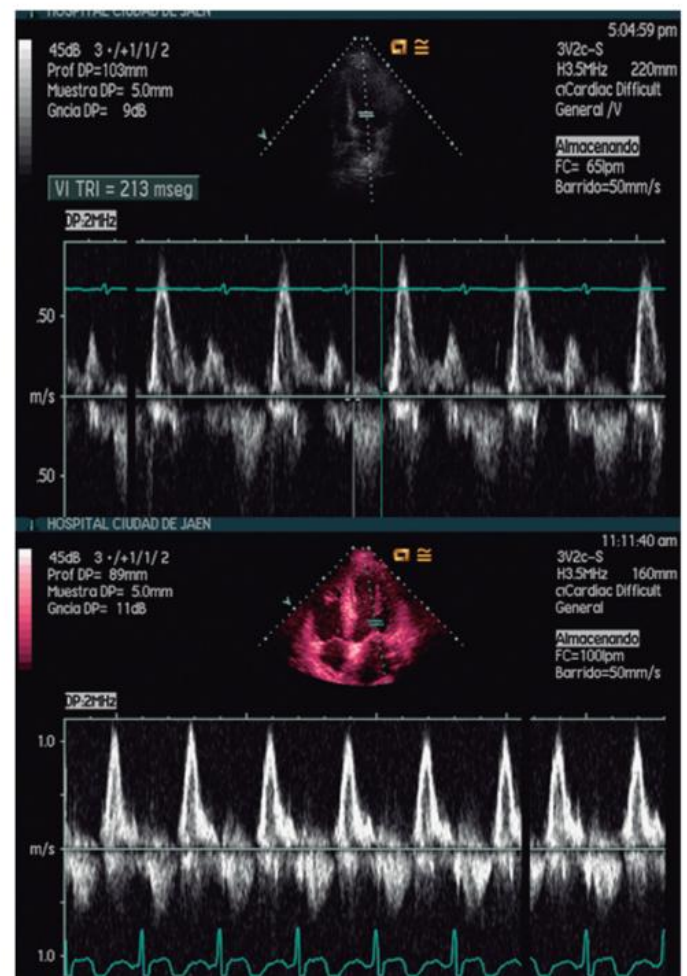 HOSPITAL CIUDAD DE JAEN
5:04:59 pm
45dB 3 •/+1/1/ 2
Prof DP=103mm
Muestra DP= 5.0mm
Gncia DP= 9dB
3V2c-S
H3.5MHz 220mm
Cardiac Difficult
General /V
Almacenando
FC= 65lpm
Barrido=50mm/s
VI TRI = 213 mseg
DP:2MHz
.50
m/s
.50
HOSPITAL CIUDAD DE JAEN
11:11:40 am
45dB 3 •/+1/1/ 2
Prof DP= 89mm
Muestra DP= 5.0mm
Gncia DP= 11dB
3V2c-S
H3.5MHz 160mm
Cardiac Difficult
General
Almacenando
FC=100lpm
Barrido=50mm/s
DP:2MHz
1.0
m/s
1.0